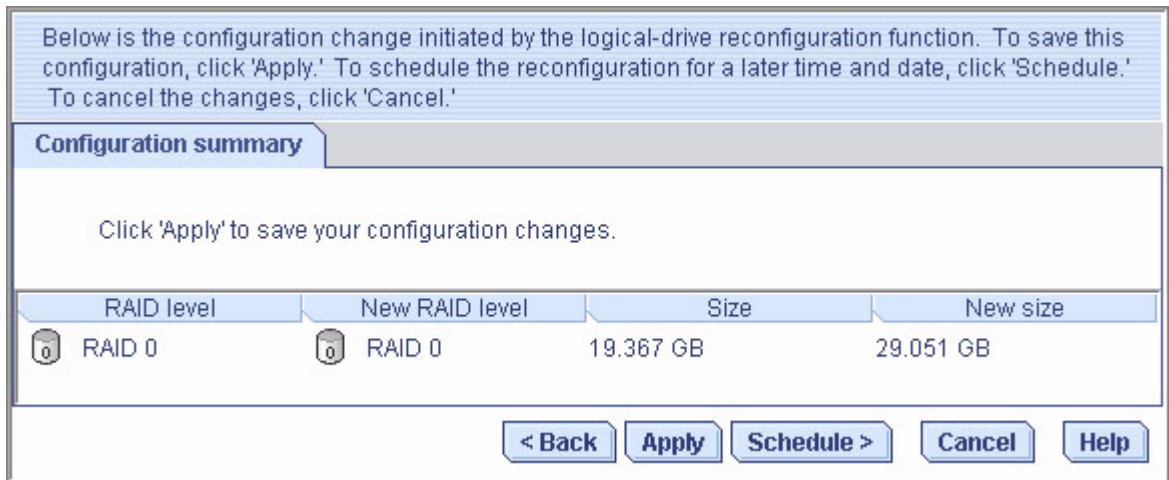 Below is the configuration change initiated by the logical-drive reconfiguration function. To save this
configuration, click 'Apply.' To schedule the reconfiguration for a later time and date, click 'Schedule.'
To cancel the changes, click 'Cancel.'
Configuration summary
Click 'Apply' to save your configuration changes.
RAID level New RAID level Size New size
0 RAID 0 0 RAID 0 19.367 GB 29.051 GB
< Back Apply Schedule > Cancel Help